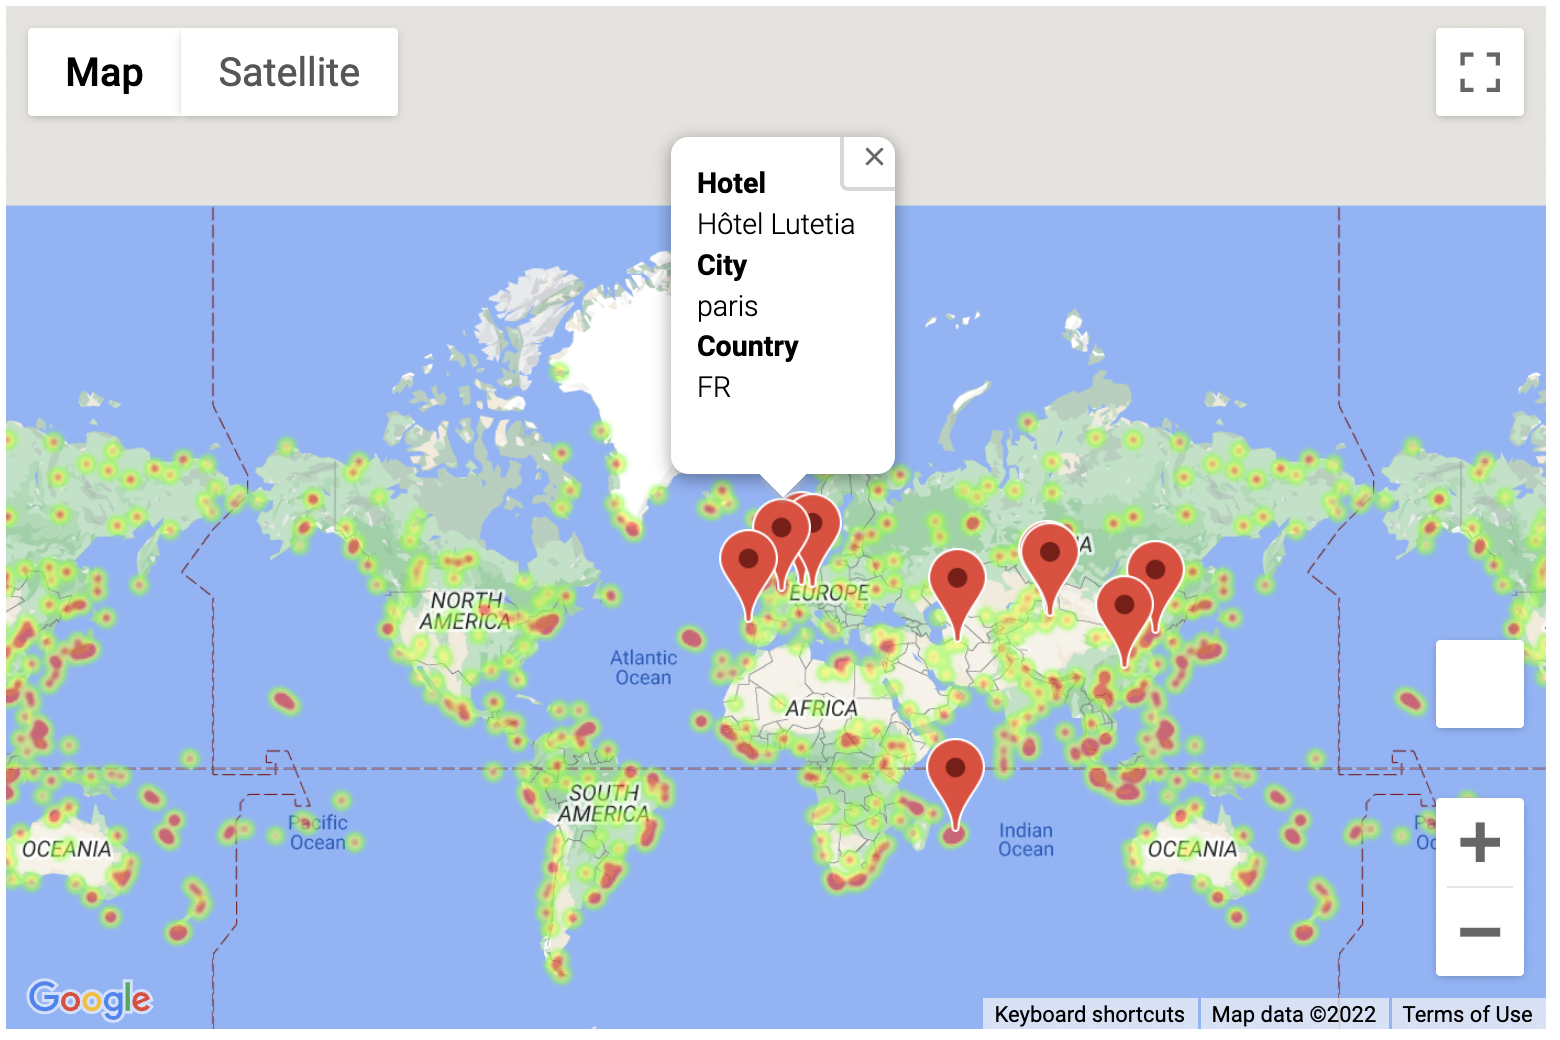 Map
Satellite
Hotel
Hôtel Lutetia
City
paris
Country
FR
NORTH
AMERICA
EUROPE
Atlantic
Ocean
AFRICA
SOUTH
AMERICA
Pacific
Ocean
Indian
Ocean
OCEANIA
OCEANIA
Google
Keyboard shortcuts
Map data ©2022
Terms of Use